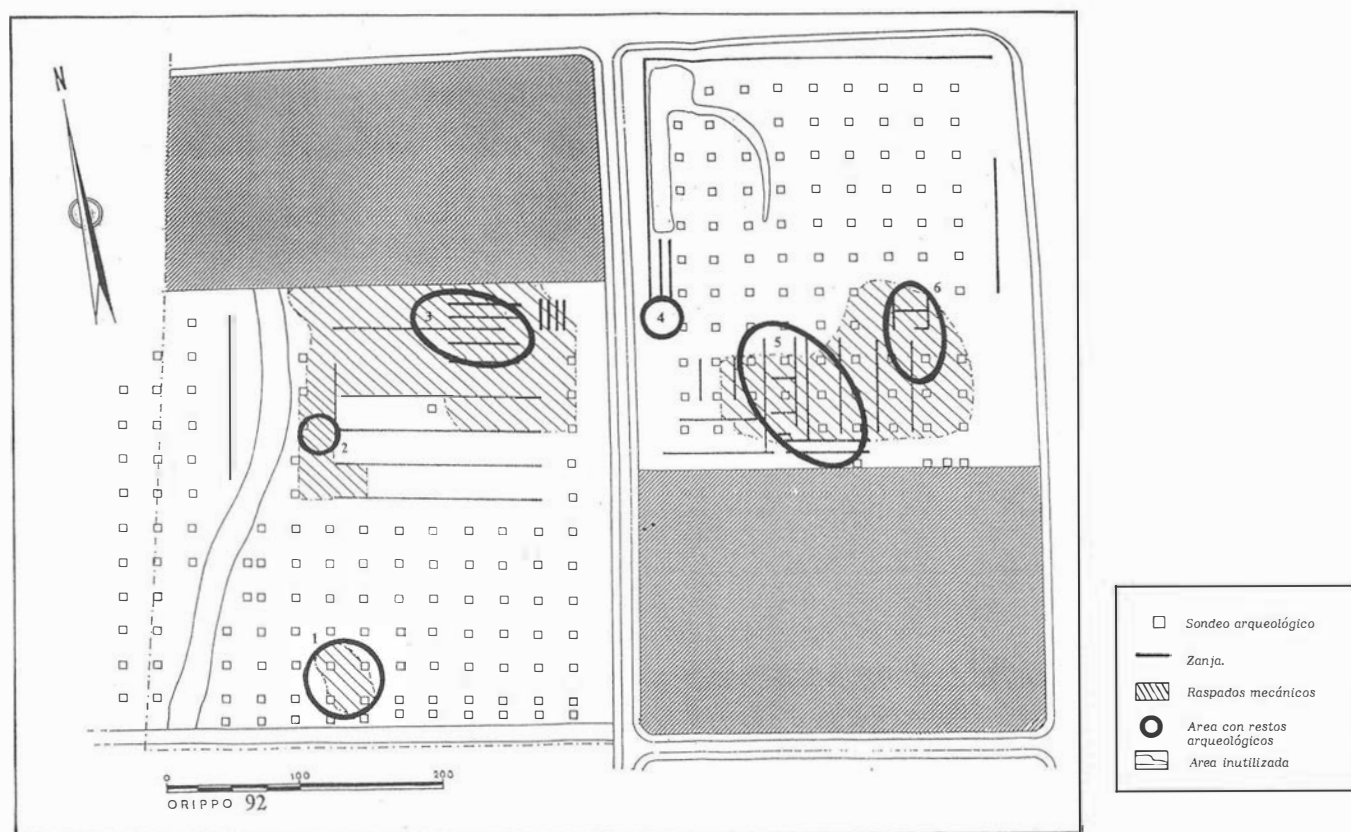 N
3
6
4
5
2
1
0 100 200
ORIPPO 92
Sondeo arqueológico
Zanja.
Raspados mecánicos
Area con restos
arqueológicos
Area inutilizada